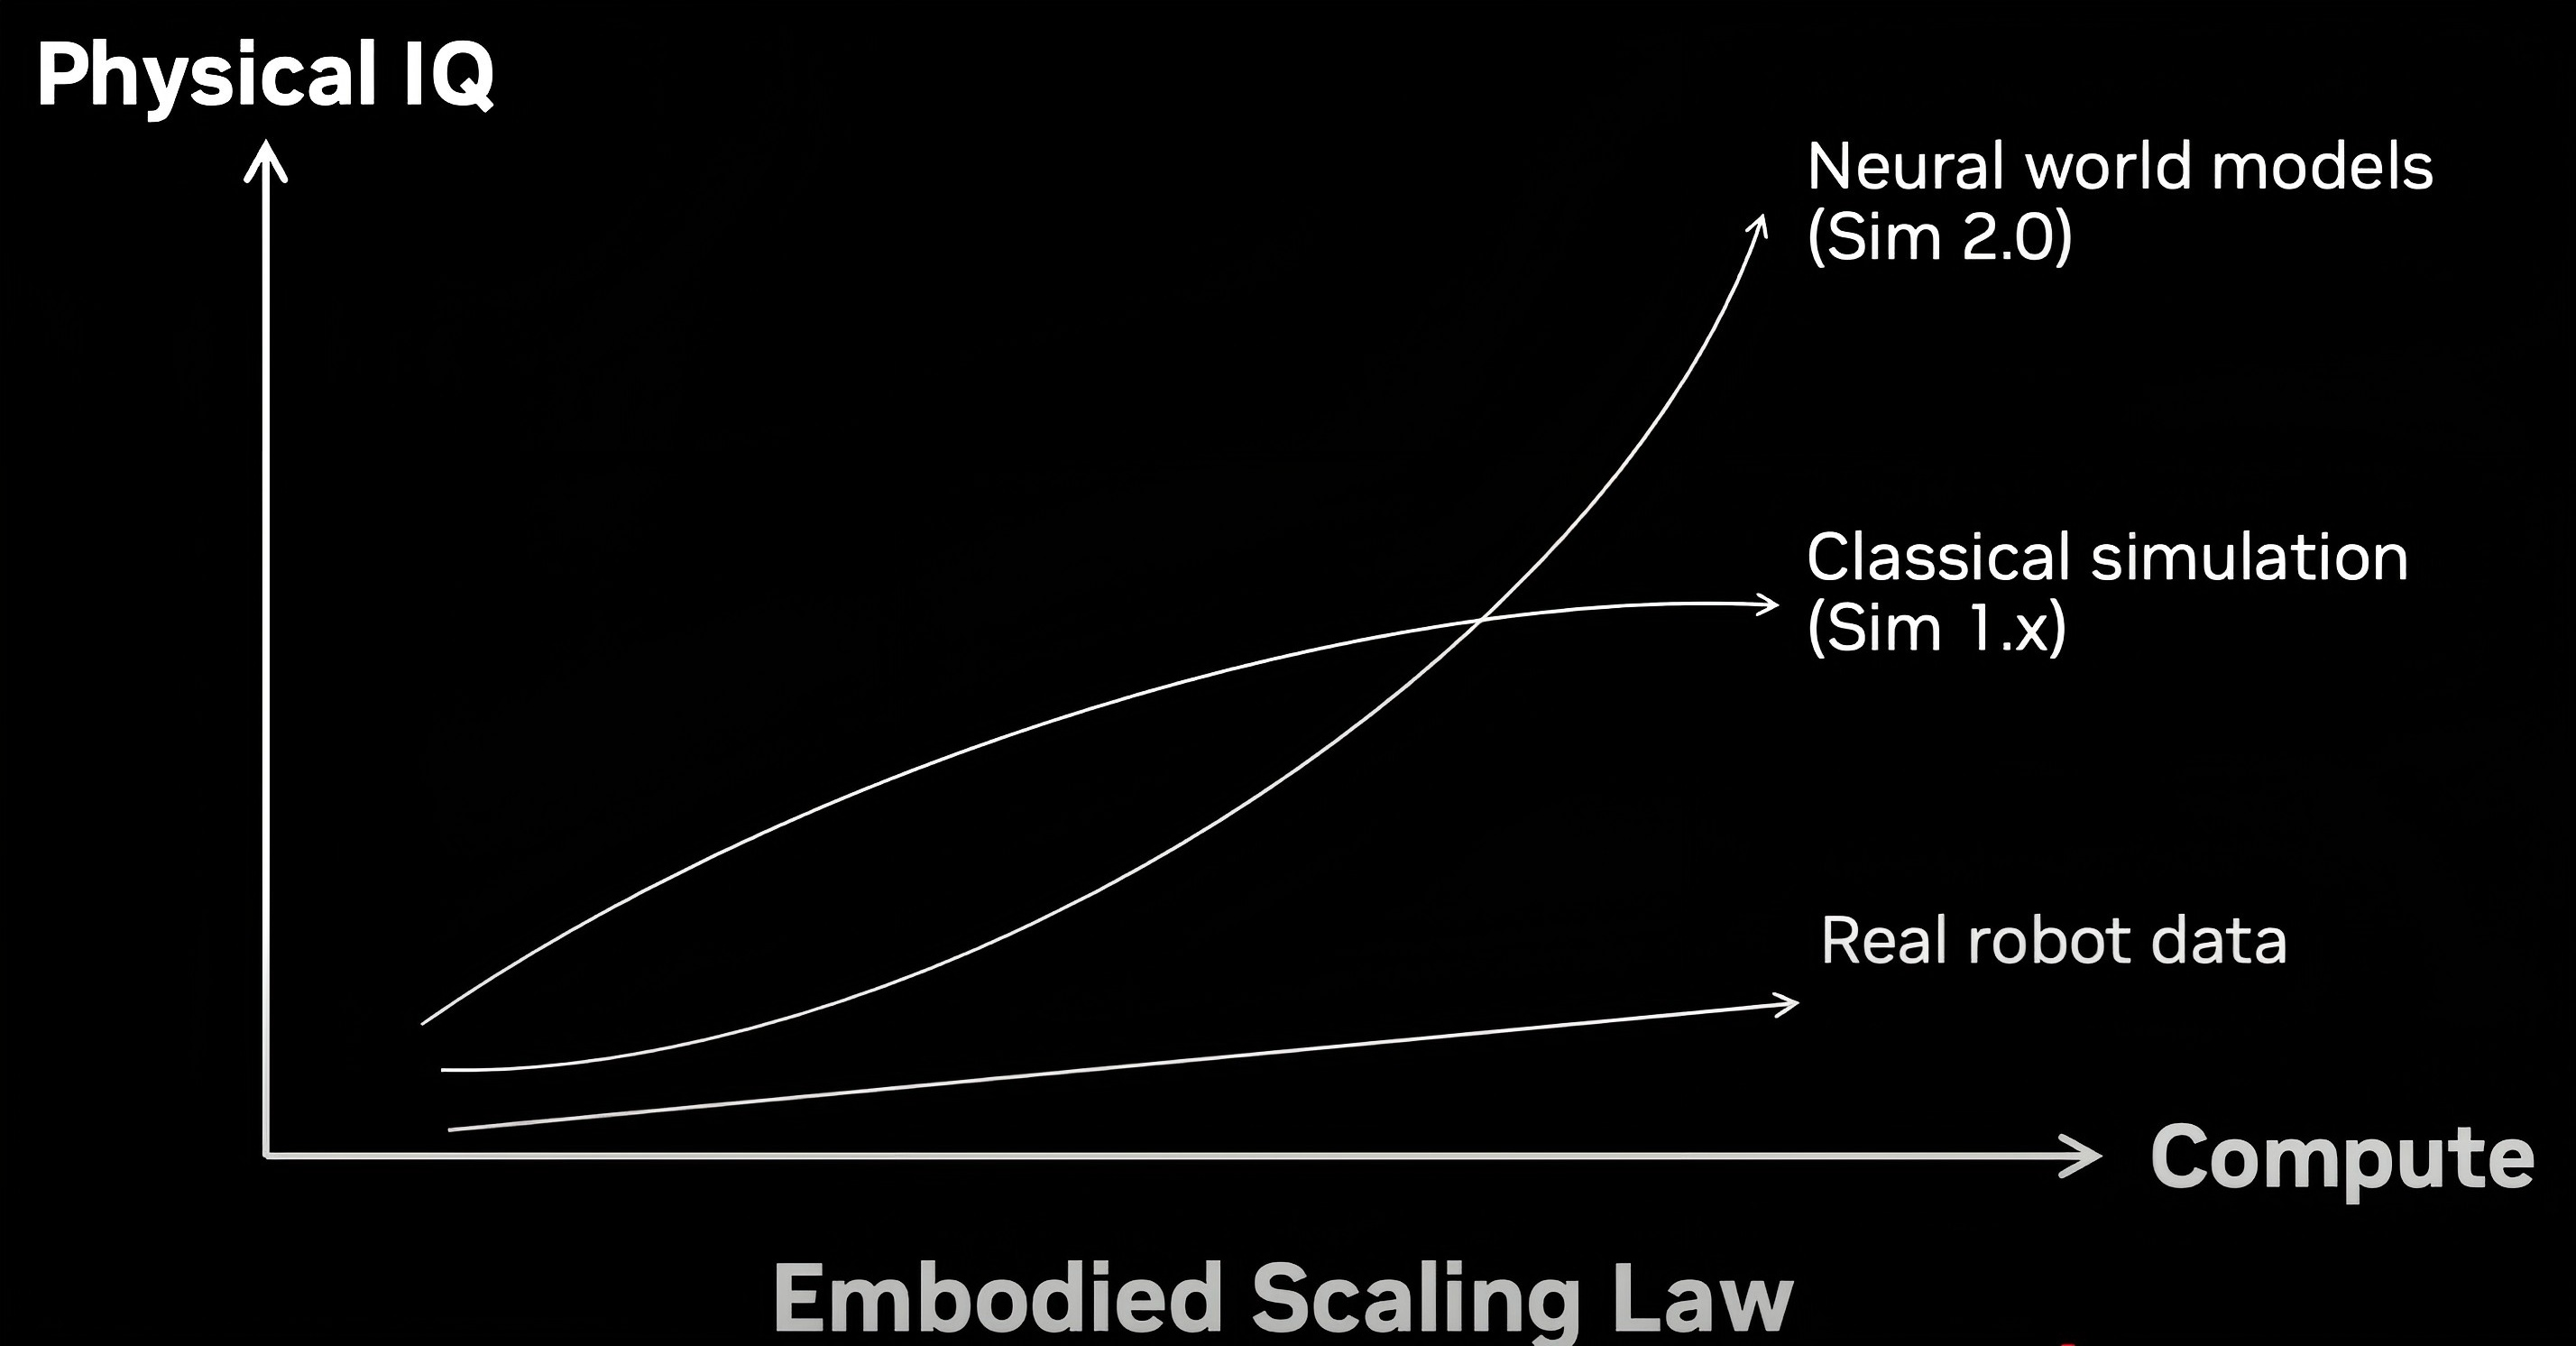 Physical IQ
Neural world models
(Sim 2.0)
Classical simulation
(Sim 1.x)
Real robot data
Compute
Embodied Scaling Law